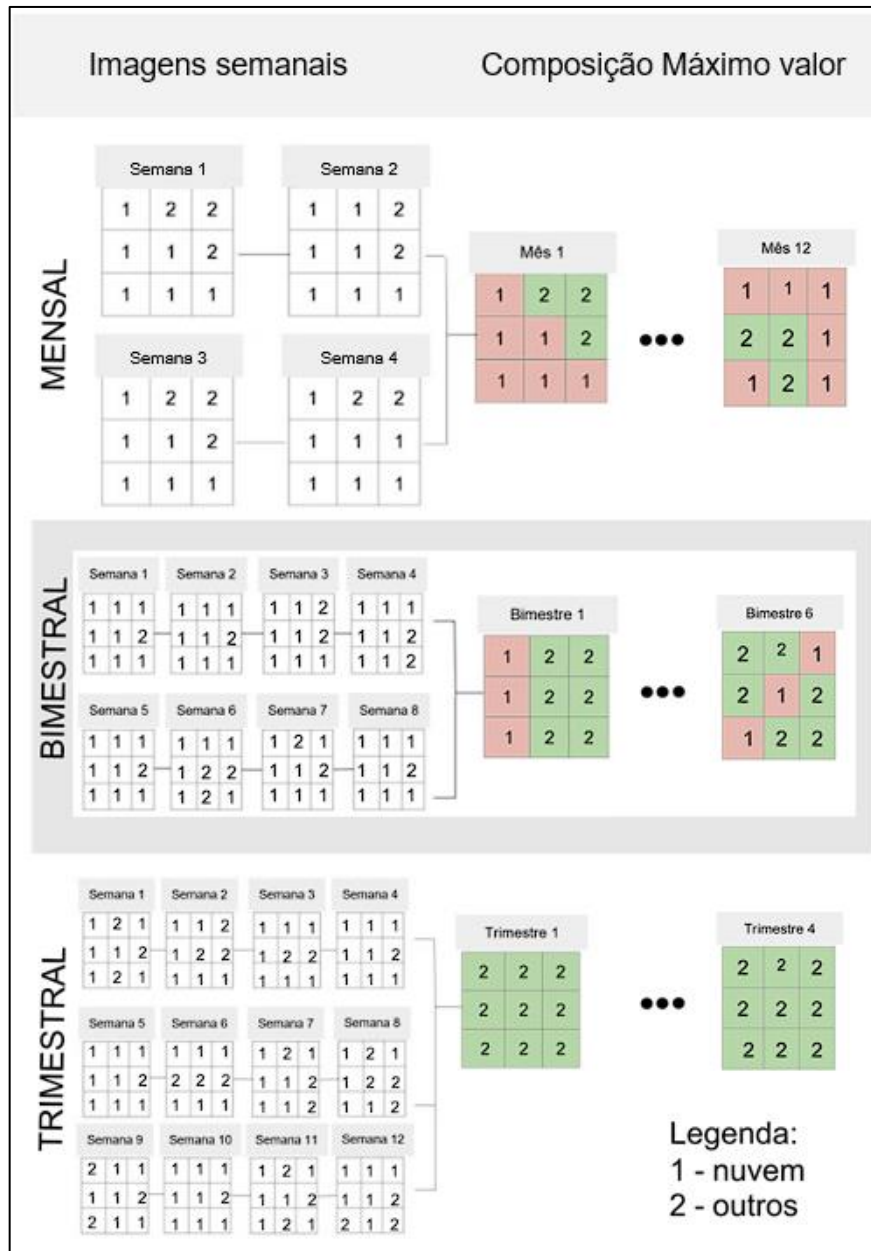 Imagens semanais Composição Máximo valor
MENSAL
Semana 1 Semana 2
1 2 2 1 1 2
1 1 2 1 1 2
1 1 1 1 1 1
Mês 1 Mês 12
1 2 2 1 1 1
1 1 2 ••• 2 2 1
1 1 1 1 2 1
Semana 3 Semana 4
1 2 2 1 2 2
1 1 2 1 1 1
1 1 1 1 1 1
BIMESTRAL
Semana 1 Semana 2 Semana 3 Semana 4
1 1 1 1 1 1 1 1 2 1 1 1
1 1 2 1 1 2 1 1 2 1 1 2
1 1 1 1 1 1 1 1 1 1 1 2
Semana 5 Semana 6 Semana 7 Semana 8
1 1 1 1 1 1 1 2 1 1 1 1
1 1 2 1 2 2 1 1 2 1 1 2
1 1 1 1 2 1 1 1 1 1 1 1
Bimestre 1 Bimestre 6
1 2 2 2 2 1
1 2 2 ••• 2 1 2
1 2 2 1 2 2
TRIMESTRAL
Semana 1 Semana 2 Semana 3 Semana 4
1 2 1 1 1 2 1 1 1 1 1 1
1 1 2 1 2 2 1 2 2 1 1 2
1 2 1 1 1 1 1 1 1 1 1 1
Semana 5 Semana 6 Semana 7 Semana 8
1 1 1 1 1 1 1 2 1 1 2 1
1 1 2 2 2 2 1 1 2 1 2 2
1 1 1 1 1 1 1 1 2 1 1 2
Semana 9 Semana 10 Semana 11 Semana 12
2 1 1 1 1 1 1 2 1 1 1 1
1 1 2 1 1 2 1 1 2 1 1 2
2 1 1 1 1 1 1 2 1 2 1 2
Trimestre 1 Trimestre 4
2 2 2 2 2 2
2 2 2 ••• 2 2 2
2 2 2 2 2 2
Legenda:
1 - nuvem
2 - outros